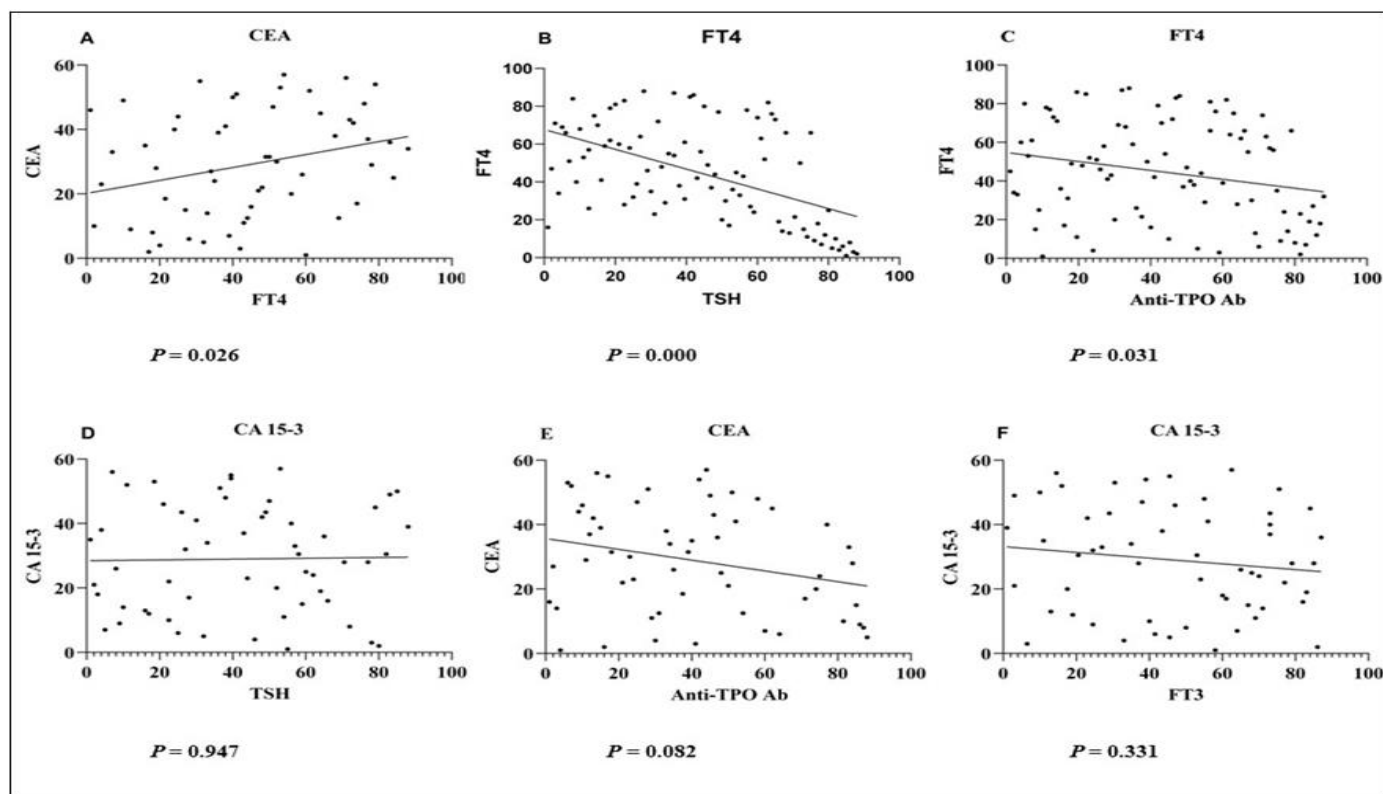 A CEA
60
40
20
0
CEA
0 20 40 60 80 100
FT4
P = 0.026
B FT4
100
80
60
40
20
0
FT4
0 20 40 60 80 100
TSH
P = 0.000
C FT4
100
80
60
40
20
0
FT4
0 20 40 60 80 100
Anti-TPO Ab
P = 0.031
D CA 15-3
60
40
20
0
CA 15-3
0 20 40 60 80 100
TSH
P = 0.947
E CEA
60
40
20
0
CEA
0 20 40 60 80 100
Anti-TPO Ab
P = 0.082
F CA 15-3
60
40
20
0
CA 15-3
0 20 40 60 80 100
FT3
P = 0.331